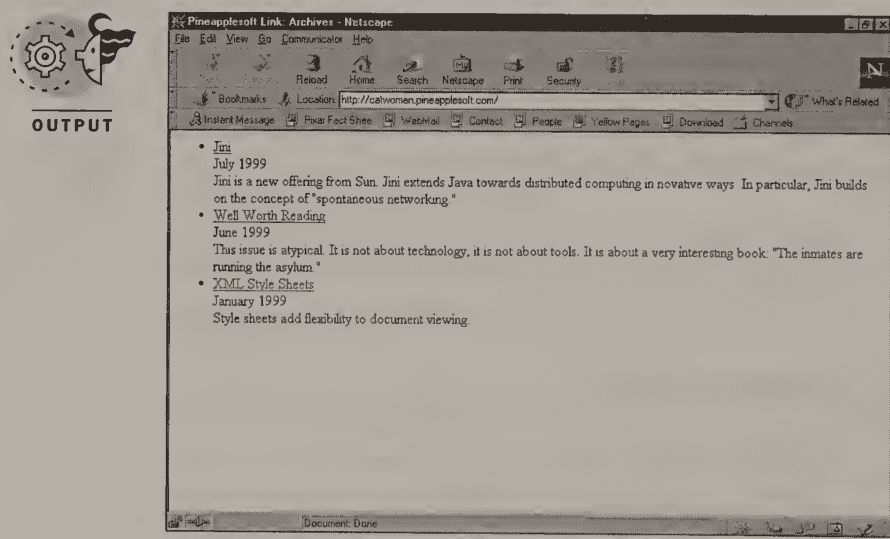 OUTPUT
Pineapplesoft Link: Archives - Netscape
File Edit View Go Communicator Help
Reload Home Search Netscape Print Security
Bookmarks Location: http://catwomen.pineapplesoft.com/ What's Related
Instant Message Pixar Fact Shee WebMail Contact People Yellow Pages Download Channels
• Jini
July 1999
Jini is a new offering from Sun. Jini extends Java towards distributed computing in novative ways. In particular, Jini builds
on the concept of "spontaneous networking."
• Well Worth Reading
June 1999
This issue is atypical. It is not about technology, it is not about tools. It is about a very interesting book: "The inmates are
running the asylum."
• XML Style Sheets
January 1999
Style sheets add flexibility to document viewing.
Document: Done